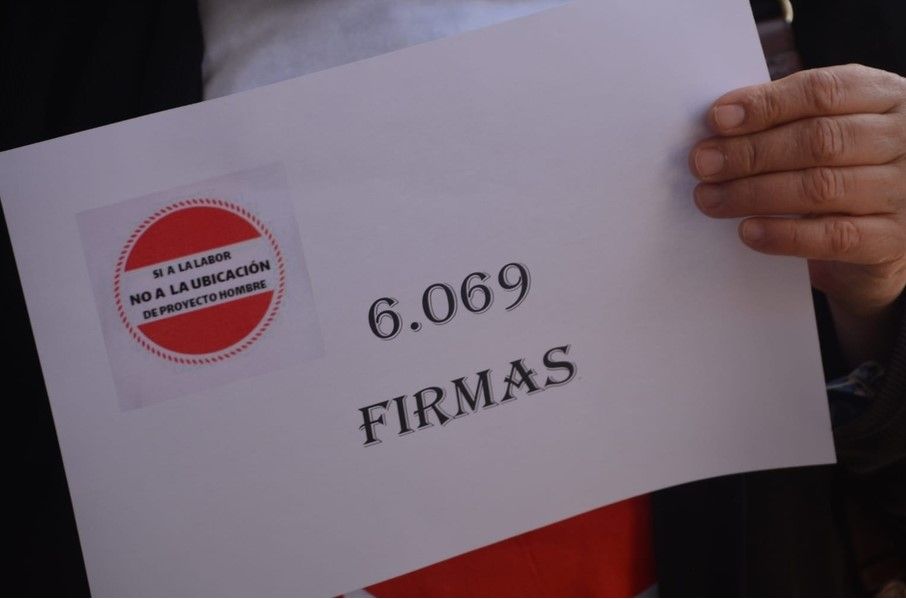 SI A LA LABOR
NO A LA UBICACIÓN
DE PROYECTO HOMBRE
6.069
FIRMAS